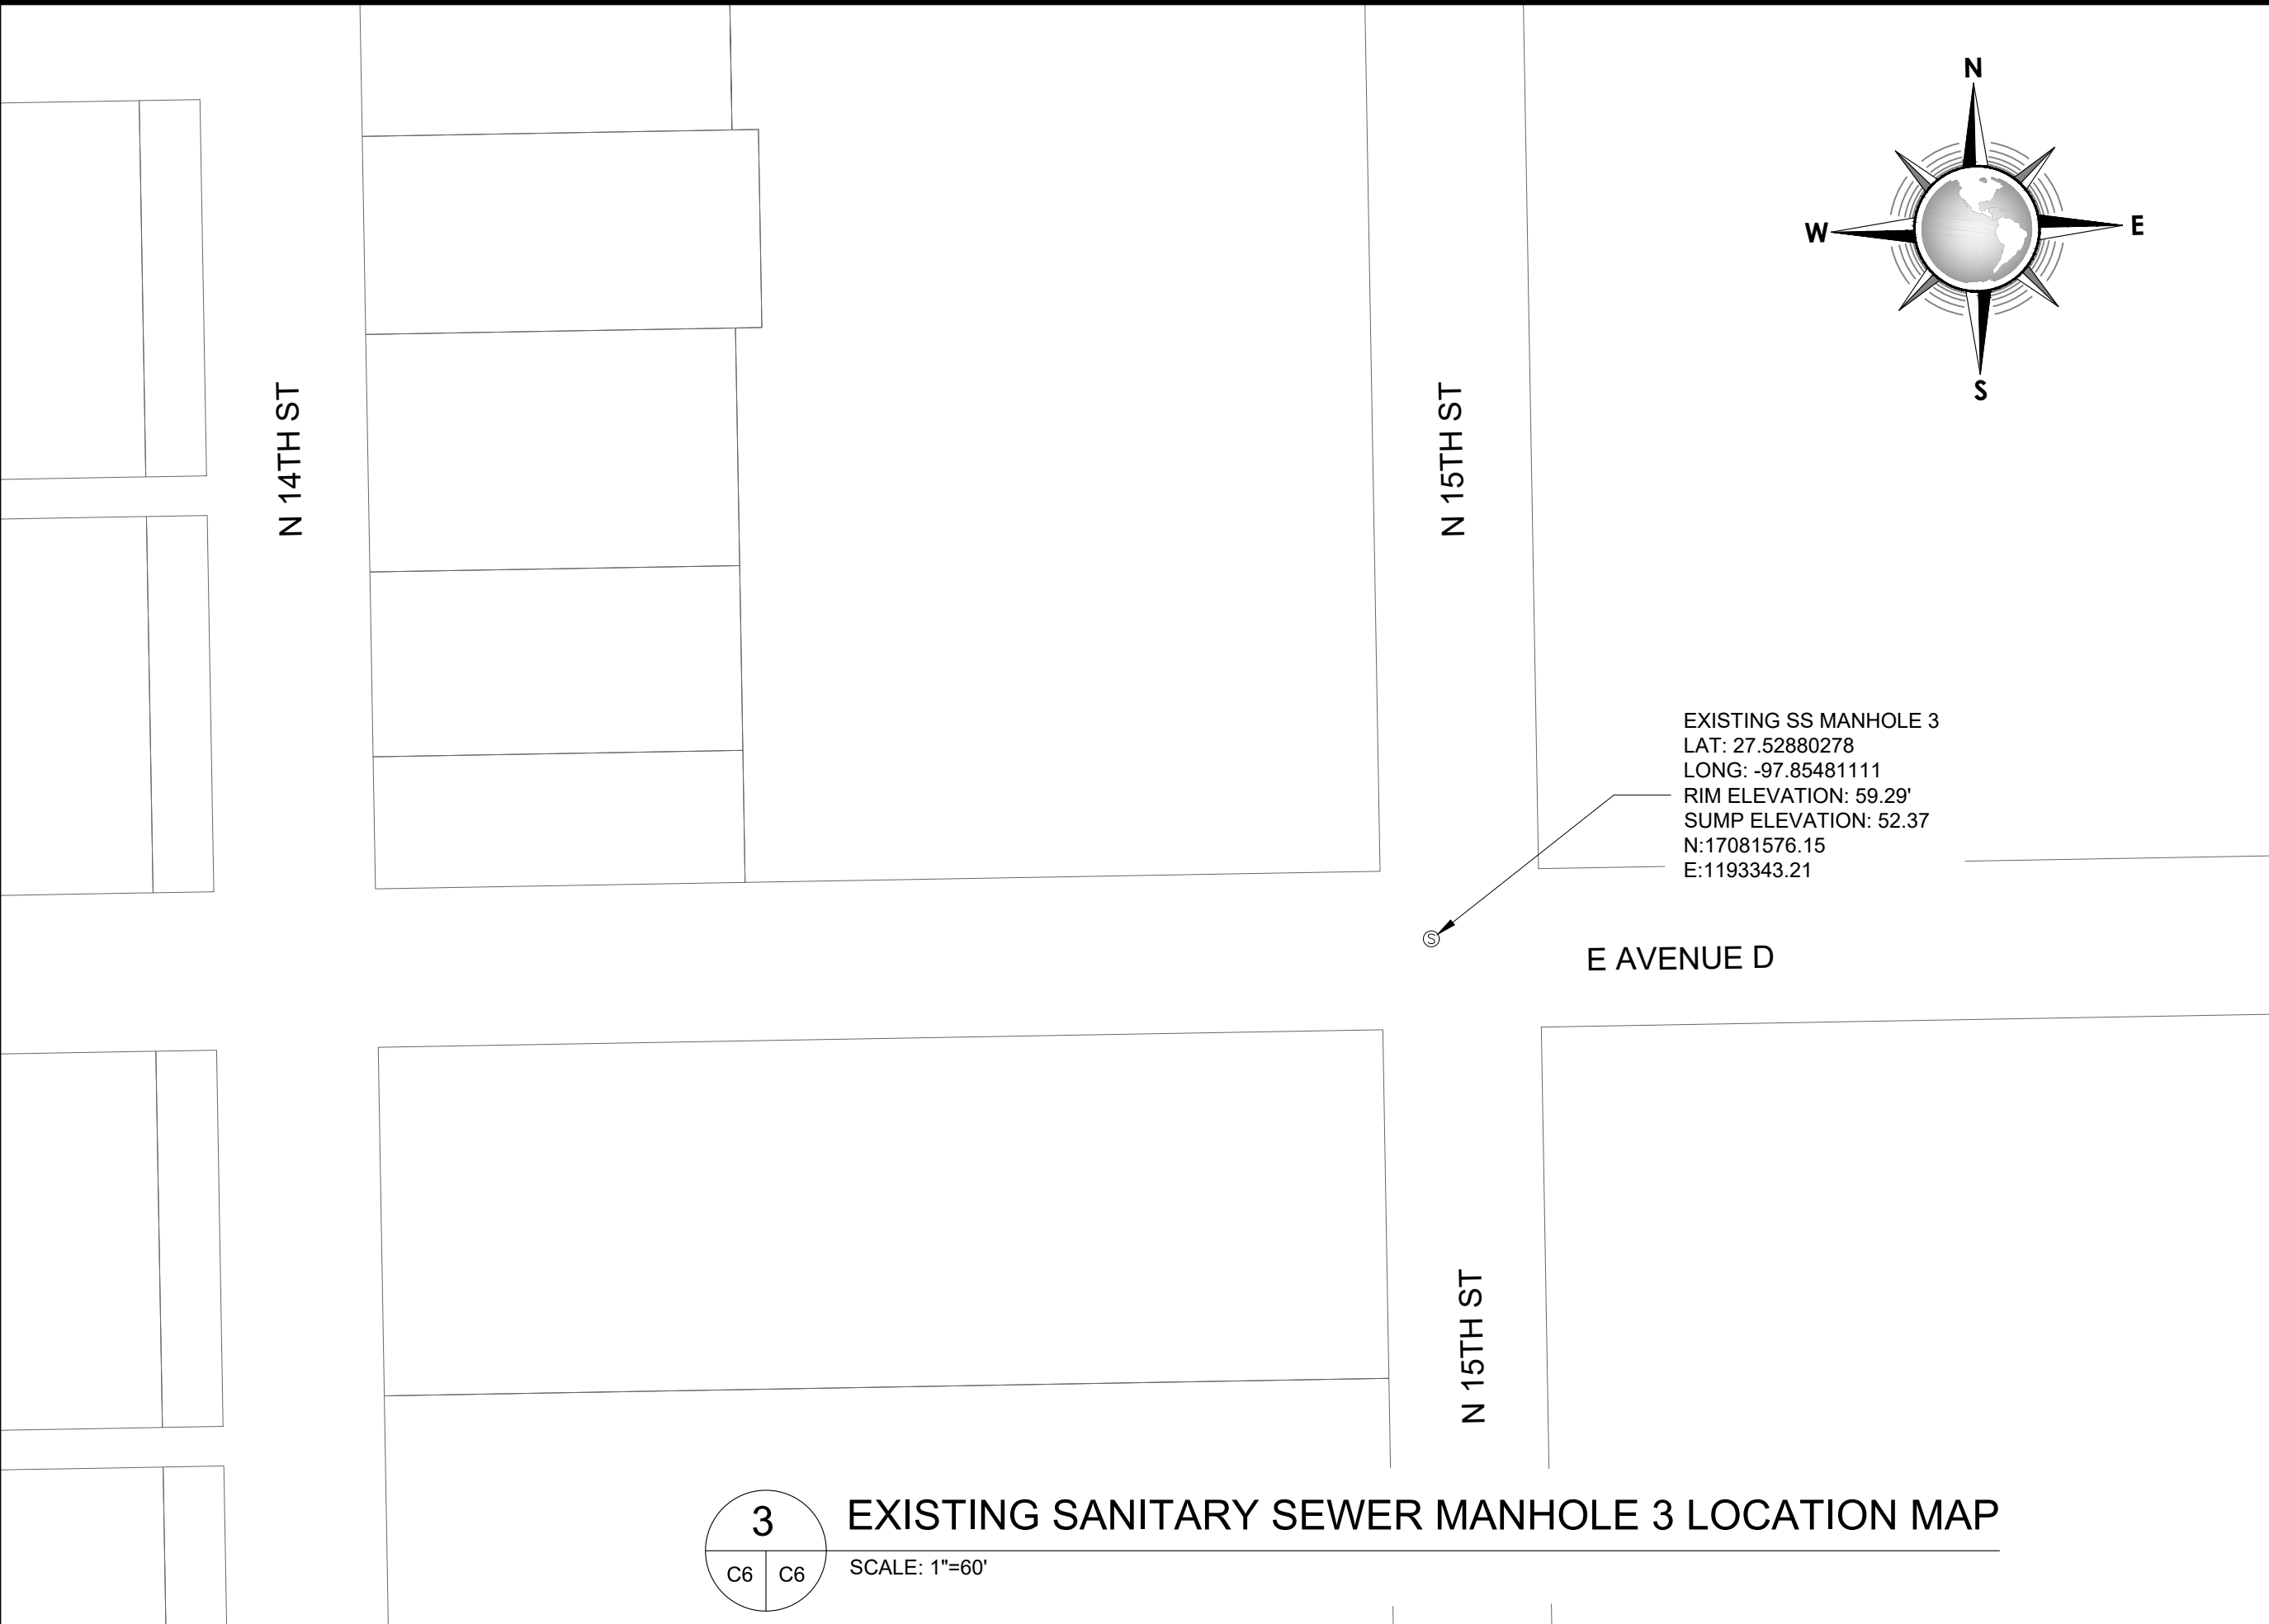 N
W
E
S
N 14TH ST
N 15TH ST
EXISTING SS MANHOLE 3
LAT: 27.52880278
LONG: -97.85481111
RIM ELEVATION: 59.29'
SUMP ELEVATION: 52.37
N:17081576.15
E:1193343.21
S
E AVENUE D
N 15TH ST
3
C6
C6
EXISTING SANITARY SEWER MANHOLE 3 LOCATION MAP
SCALE: 1"=60'